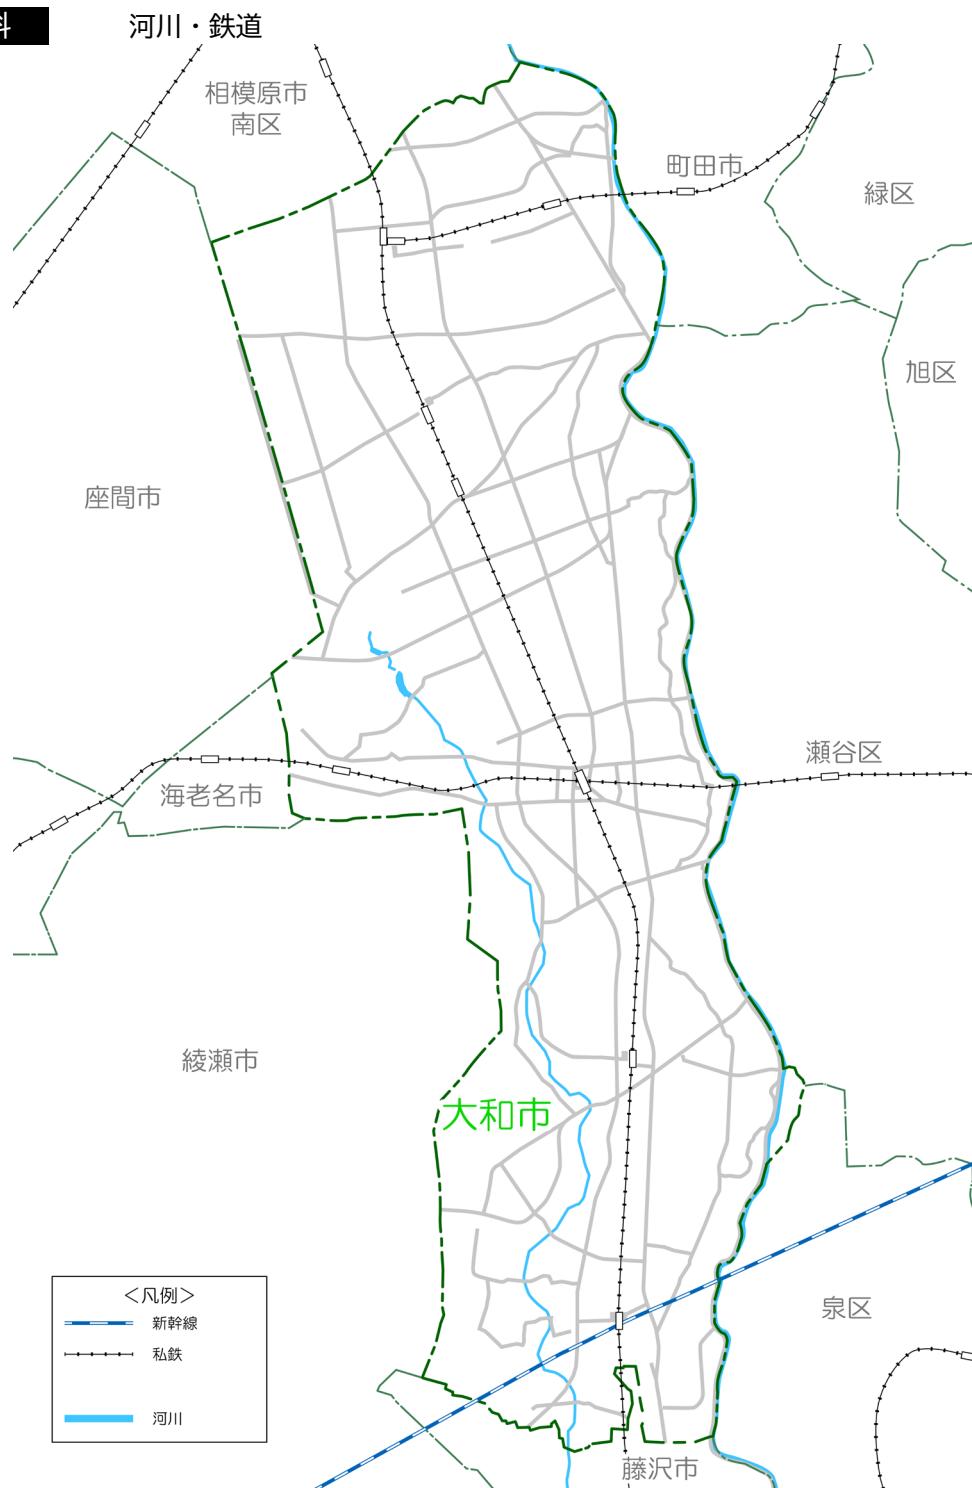 料
河川・鉄道
相模原市
南区
町田市
緑区
旭区
座間市
瀬谷区
海老名市
綾瀬市
大和市
泉区
藤沢市
＜凡例＞
新幹線
私鉄
河川